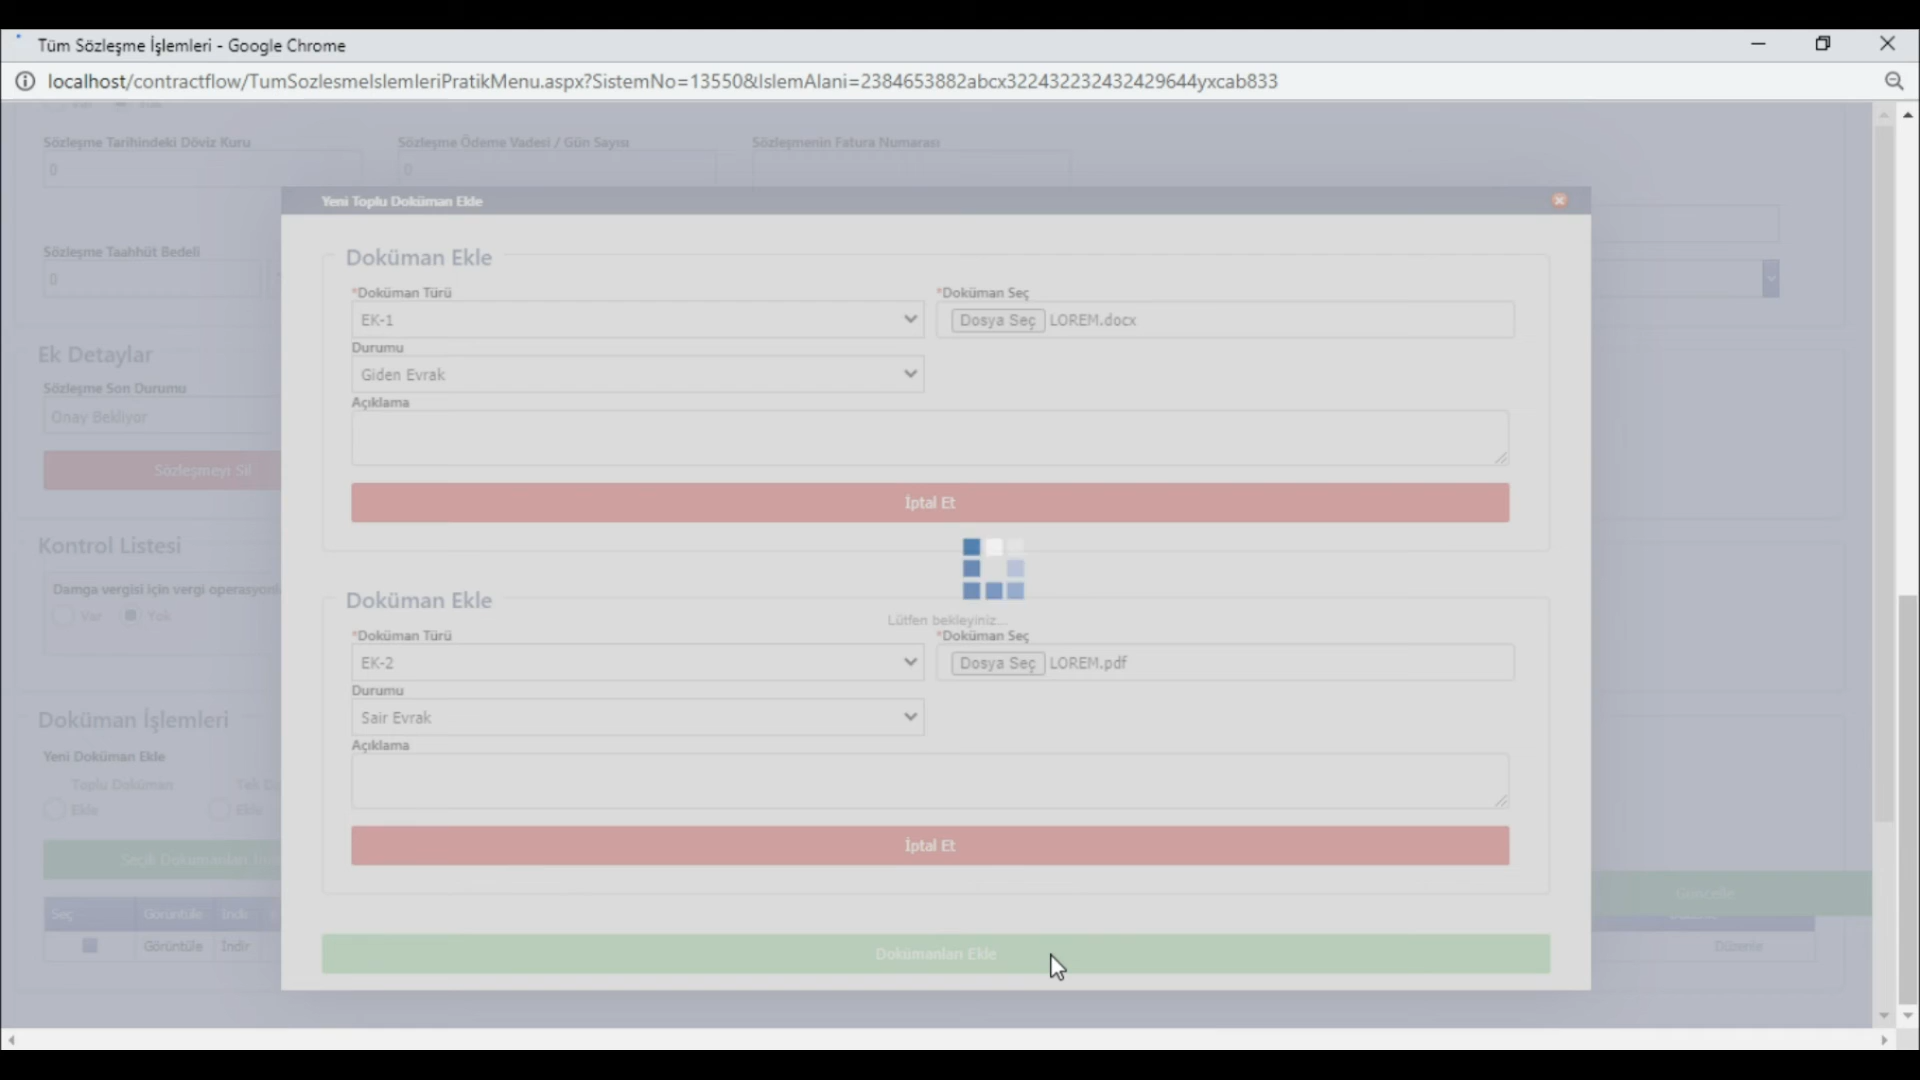 Tüm Sözleşme İşlemleri - Google Chrome
localhost/contractflow/TumSozlesmeIslemleriPratikMenu.aspx?SistemNo=13550&IslemAlani=2384653882abcx322432232432429644yxcab833
Sözleşme Tarihindeki Döviz Kuru
Sözleşme Ödeme Vadesi / Gün Sayısı
Sözleşmenin Fatura Numarası
0
0
Yeni Toplu Doküman Ekle
Sözleşme Taahhüt Bedeli
0
Doküman Ekle
*Doküman Türü
*Doküman Seç
EK-1
Dosya Seç LOREM.docx
Durumu
Giden Evrak
Açıklama
İptal Et
Ek Detaylar
Sözleşme Son Durumu
Onay Bekliyor
Sözleşmeyi Sil
Kontrol Listesi
Damga vergisi için vergi
Var Yok
Lütfen bekleyiniz...
Doküman Ekle
*Doküman Türü
*Doküman Seç
EK-2
Dosya Seç LOREM.pdf
Durumu
Sair Evrak
Açıklama
İptal Et
Dokümanları Ekle
Doküman İşlemleri
Yeni Doküman Ekle
Toplu Doküman Ekle
Tek
Ekle
Seçili Dokümanları
Güncelle
Seç Görüntüle İndir
Görüntüle İndir
Düzenle